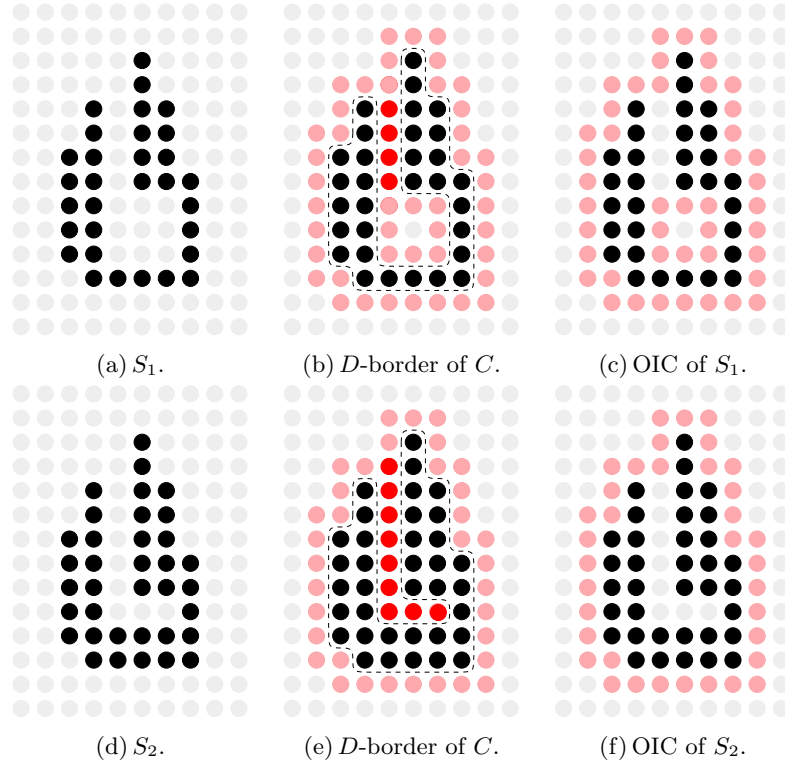 (a) S₁.
(b) D-border of C.
(c) OIC of S₁.
(d) S₂.
(e) D-border of C.
(f) OIC of S₂.